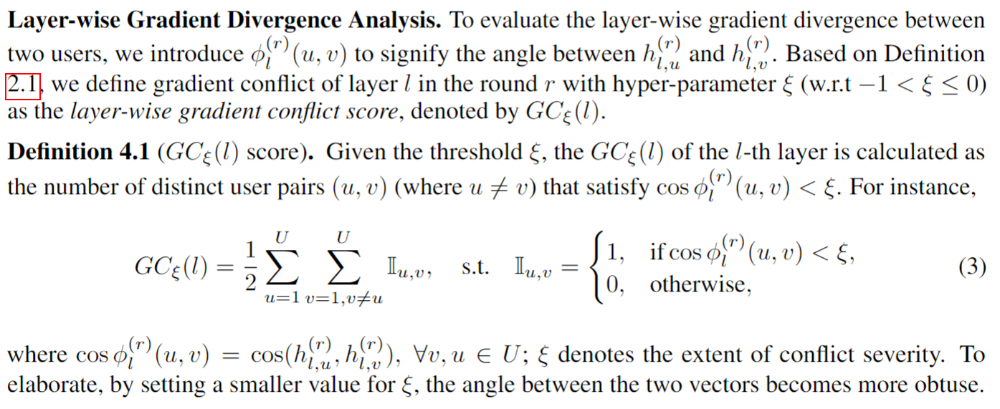 Layer-wise Gradient Divergence Analysis. To evaluate the layer-wise gradient divergence between
two users, we introduce $\phi_l^{(r)}(u, v)$ to signify the angle between $h_{l,u}^{(r)}$ and $h_{l,v}^{(r)}$. Based on Definition
2.1, we define gradient conflict of layer $l$ in the round $r$ with hyper-parameter $\xi$ (w.r.t $-1 < \xi \leq 0$)
as the layer-wise gradient conflict score, denoted by $GC_\xi(l)$.
Definition 4.1 ($GC_\xi(l)$ score). Given the threshold $\xi$, the $GC_\xi(l)$ of the $l$-th layer is calculated as
the number of distinct user pairs $(u, v)$ (where $u \neq v$) that satisfy $\cos \phi_l^{(r)}(u, v) < \xi$. For instance,
$GC_\xi(l) = \frac{1}{2} \sum_{u=1}^{U} \sum_{v=1, v \neq u}^{U} \mathbb{I}_{u,v}, \quad \text{s.t.} \quad \mathbb{I}_{u,v} = \begin{cases} 1, & \text{if} \cos \phi_l^{(r)}(u, v) < \xi, \\ 0, & \text{otherwise,} \end{cases}$ (3)
where $\cos \phi_l^{(r)}(u, v) = \cos(h_{l,u}^{(r)}, h_{l,v}^{(r)}), \forall v, u \in U$; $\xi$ denotes the extent of conflict severity. To
elaborate, by setting a smaller value for $\xi$, the angle between the two vectors becomes more obtuse.